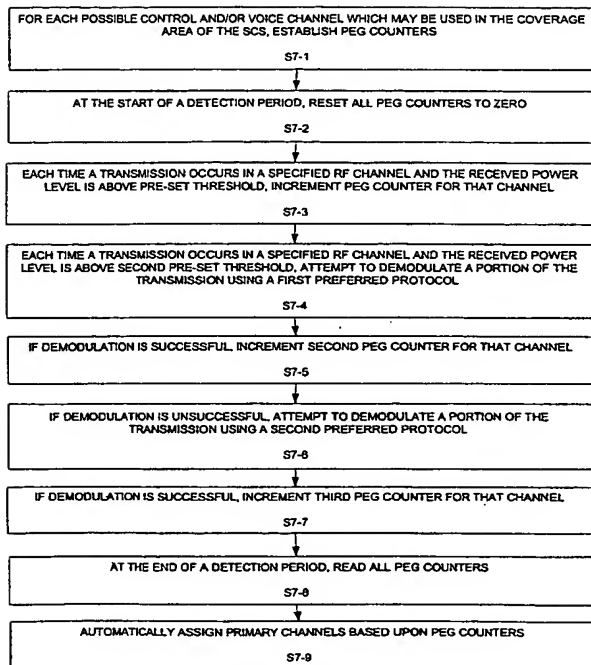 FOR EACH POSSIBLE CONTROL AND/OR VOICE CHANNEL WHICH MAY BE USED IN THE COVERAGE
AREA OF THE SCS, ESTABLISH PEG COUNTERS
S7-1
AT THE START OF A DETECTION PERIOD, RESET ALL PEG COUNTERS TO ZERO
S7-2
EACH TIME A TRANSMISSION OCCURS IN A SPECIFIED RF CHANNEL AND THE RECEIVED POWER
LEVEL IS ABOVE PRE-SET THRESHOLD, INCREMENT PEG COUNTER FOR THAT CHANNEL
S7-3
EACH TIME A TRANSMISSION OCCURS IN A SPECIFIED RF CHANNEL AND THE RECEIVED POWER
LEVEL IS ABOVE SECOND PRE-SET THRESHOLD, ATTEMPT TO DEMODULATE A PORTION OF THE
TRANSMISSION USING A FIRST PREFERRED PROTOCOL
S7-4
IF DEMODULATION IS SUCCESSFUL, INCREMENT SECOND PEG COUNTER FOR THAT CHANNEL
S7-5
IF DEMODULATION IS UNSUCCESSFUL, ATTEMPT TO DEMODULATE A PORTION OF THE
TRANSMISSION USING A SECOND PREFERRED PROTOCOL
S7-6
IF DEMODULATION IS SUCCESSFUL, INCREMENT THIRD PEG COUNTER FOR THAT CHANNEL
S7-7
AT THE END OF A DETECTION PERIOD, READ ALL PEG COUNTERS
S7-8
AUTOMATICALLY ASSIGN PRIMARY CHANNELS BASED UPON PEG COUNTERS
S7-9